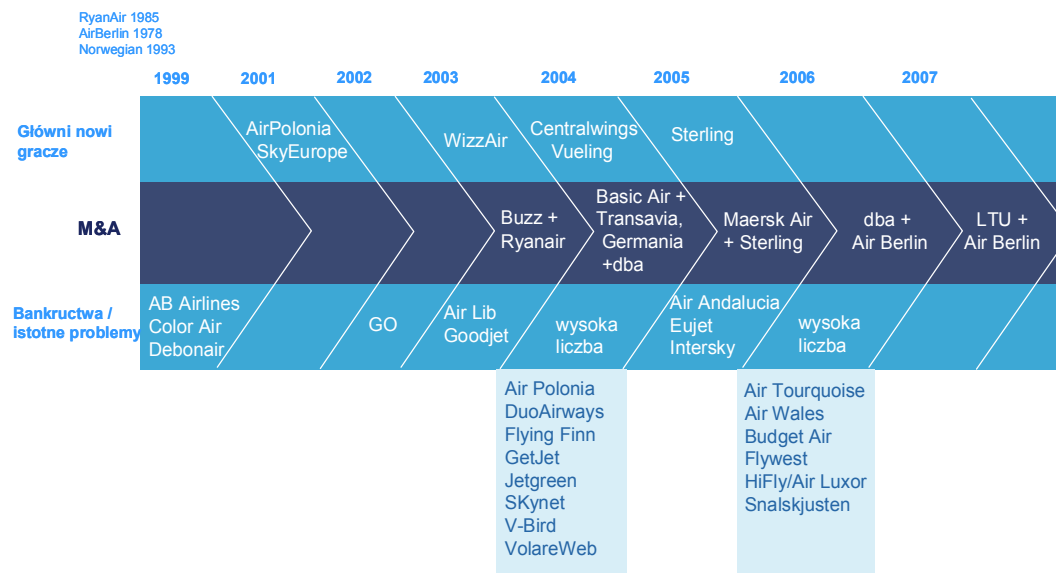 RyanAir 1985
AirBerlin 1978
Norwegian 1993
1999
2001
2002
2003
2004
2005
2006
2007
Główni nowi
gracze
AirPolonia
SkyEurope
WizzAir
Centralwings
Vueling
Sterling
M&A
Buzz +
Ryanair
Basic Air +
Transavia,
Germania
+dba
Maersk Air
+ Sterling
dba +
Air Berlin
LTU +
Air Berlin
Bankructwa /
istotne problemy
AB Airlines
Color Air
Debonair
GO
Air Lib
Goodjet
wysoka
liczba
Air Andalucia
Eujet
Intersky
wysoka
liczba
Air Polonia
DuoAirways
Flying Finn
GetJet
Jetgreen
SKynet
V-Bird
VolareWeb
Air Tourquoise
Air Wales
Budget Air
Flywest
HiFly/Air Luxor
Snalskjusten